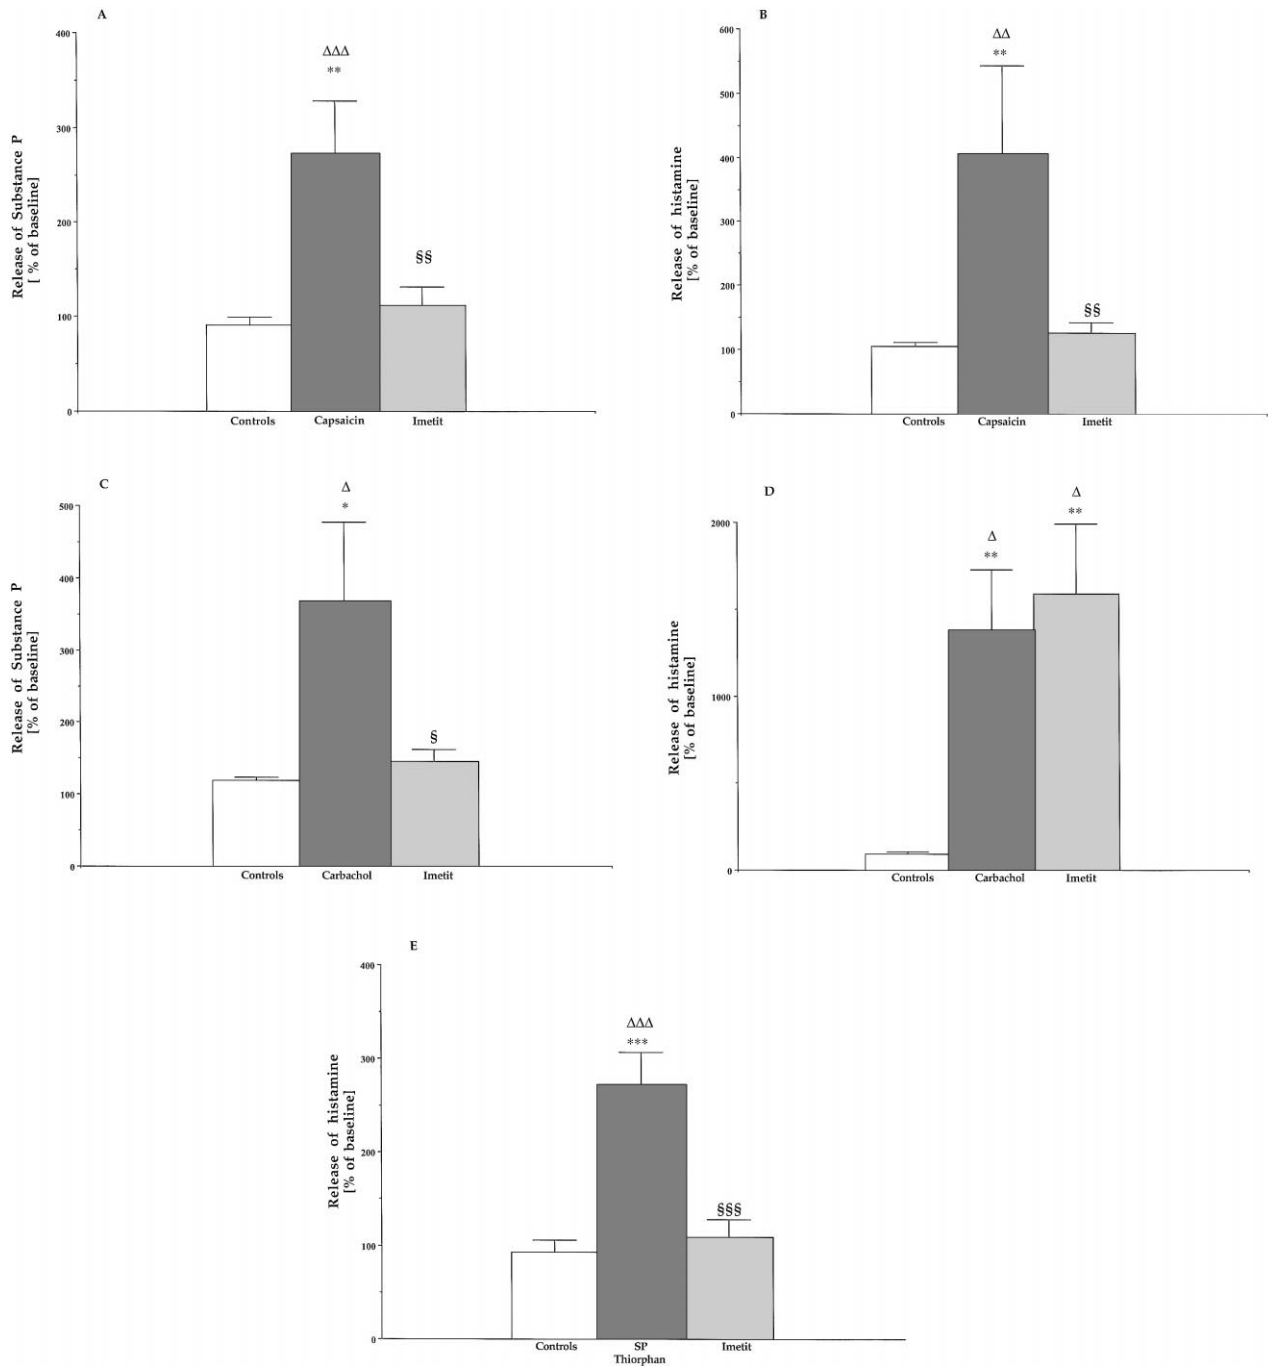 A
Release of Substance P
[ % of baseline]
400
300
200
100
0
ΔΔΔ
**
§§
Controls Capsaicin Imetit
B
Release of histamine
[% of baseline]
600
500
400
300
200
100
0
ΔΔ
**
§§
Controls Capsaicin Imetit
C
Release of Substance P
[% of baseline]
500
400
300
200
100
0
Δ
*
§
Controls Carbachol Imetit
D
Release of histamine
[% of baseline]
2000
1000
0
Δ
**
Δ
**
Controls Carbachol Imetit
E
Release of histamine
[% of baseline]
400
300
200
100
0
ΔΔΔ
***
§§§
Controls SP Imetit
Thiorphan